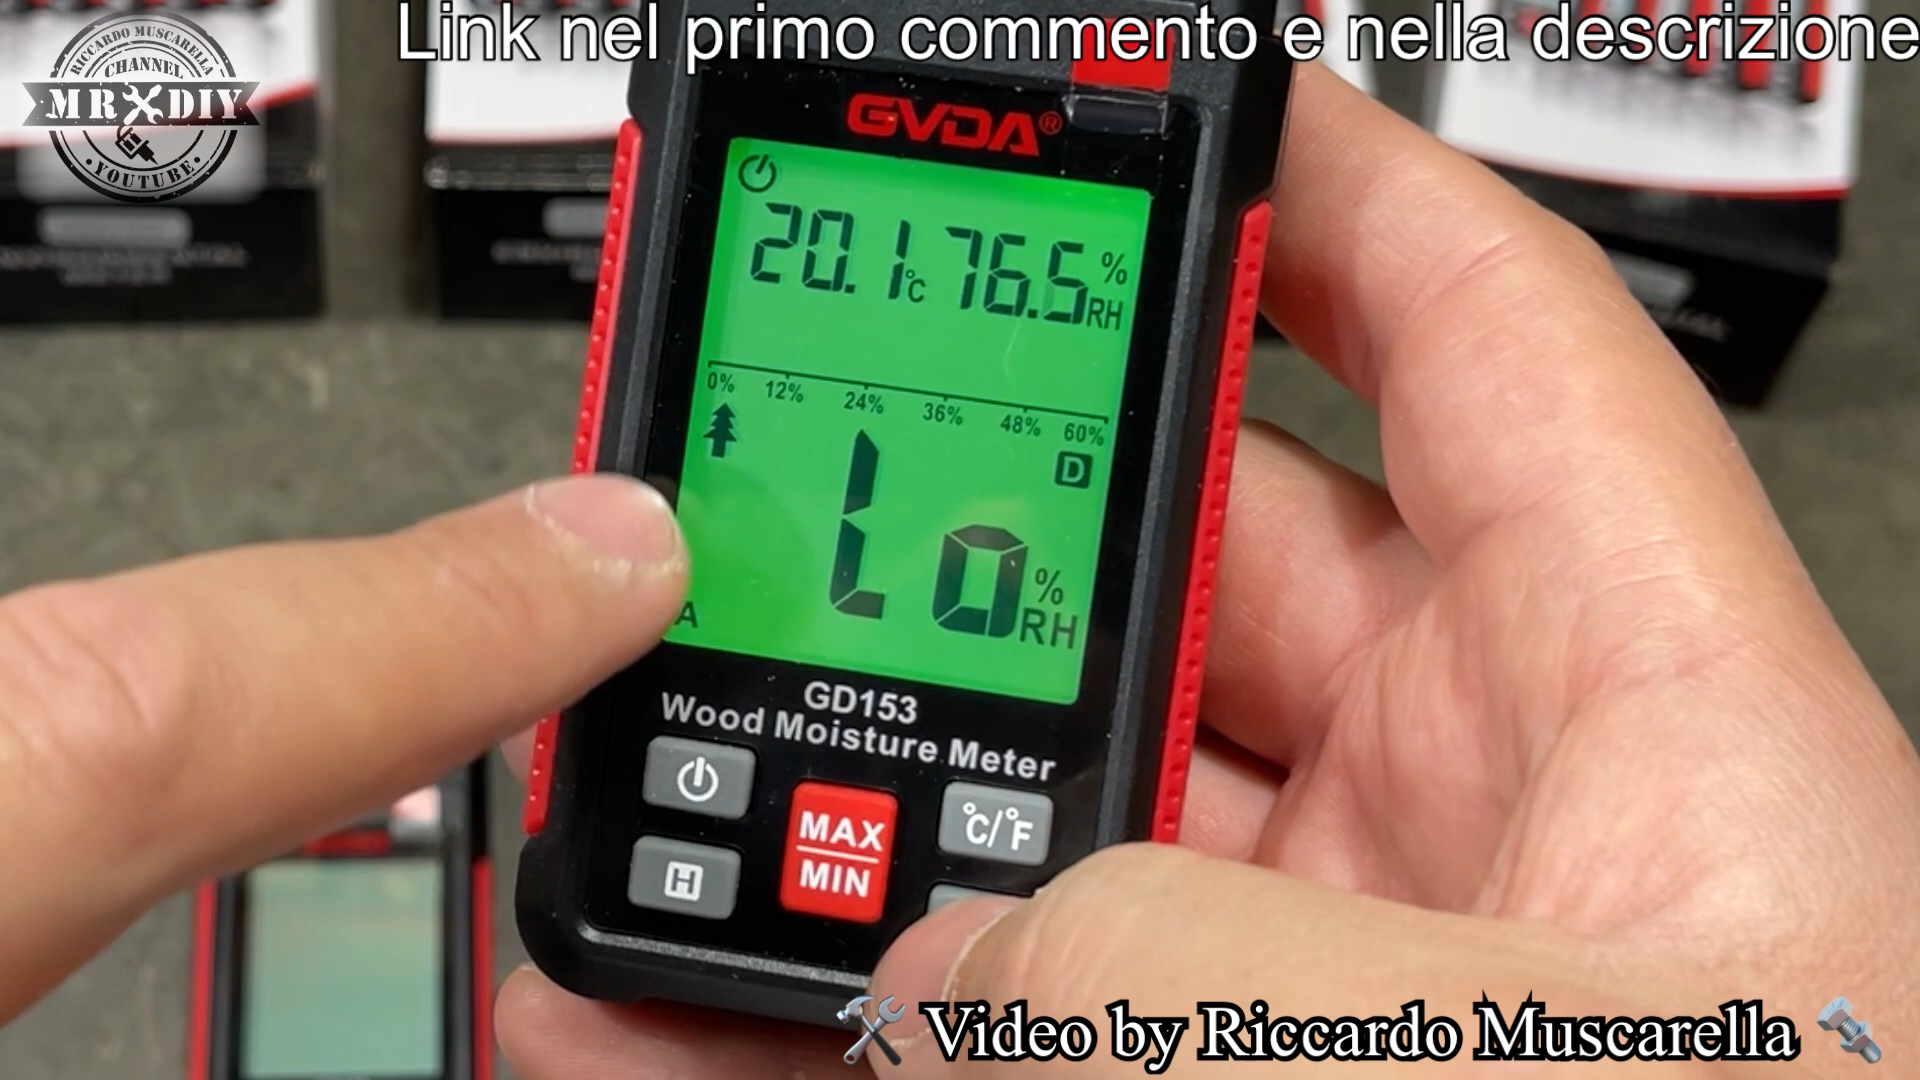 Link nel primo commento e nella descrizione
RICCARDO MUSCARELLA
CHANNEL
MR DIY
YOUTUBE
GVDA®
20.1°C 76.5% RH
0% 12% 24% 36% 48% 60%
D
Lo % RH
A
GD153
Wood Moisture Meter
MAX
MIN
°C/°F
H
Video by Riccardo Muscarella